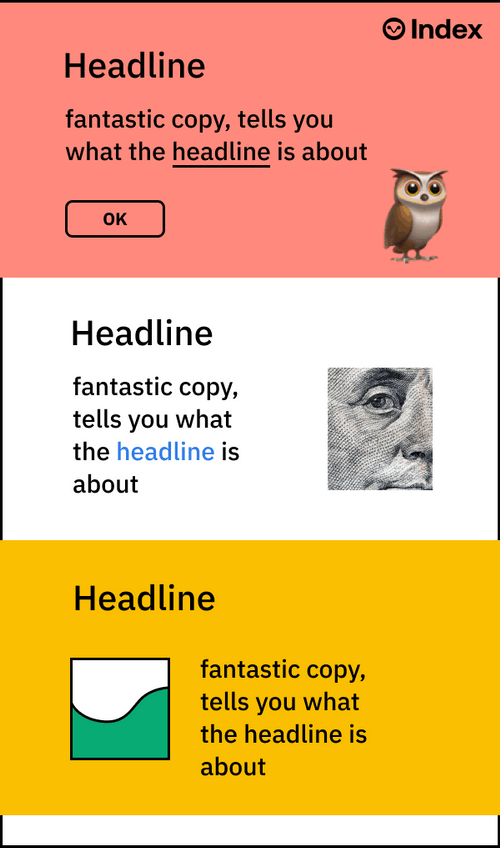 Index
Headline
fantastic copy, tells you
what the headline is about
OK
Headline
fantastic copy,
tells you what
the headline is
about
Headline
fantastic copy,
tells you what
the headline is
about